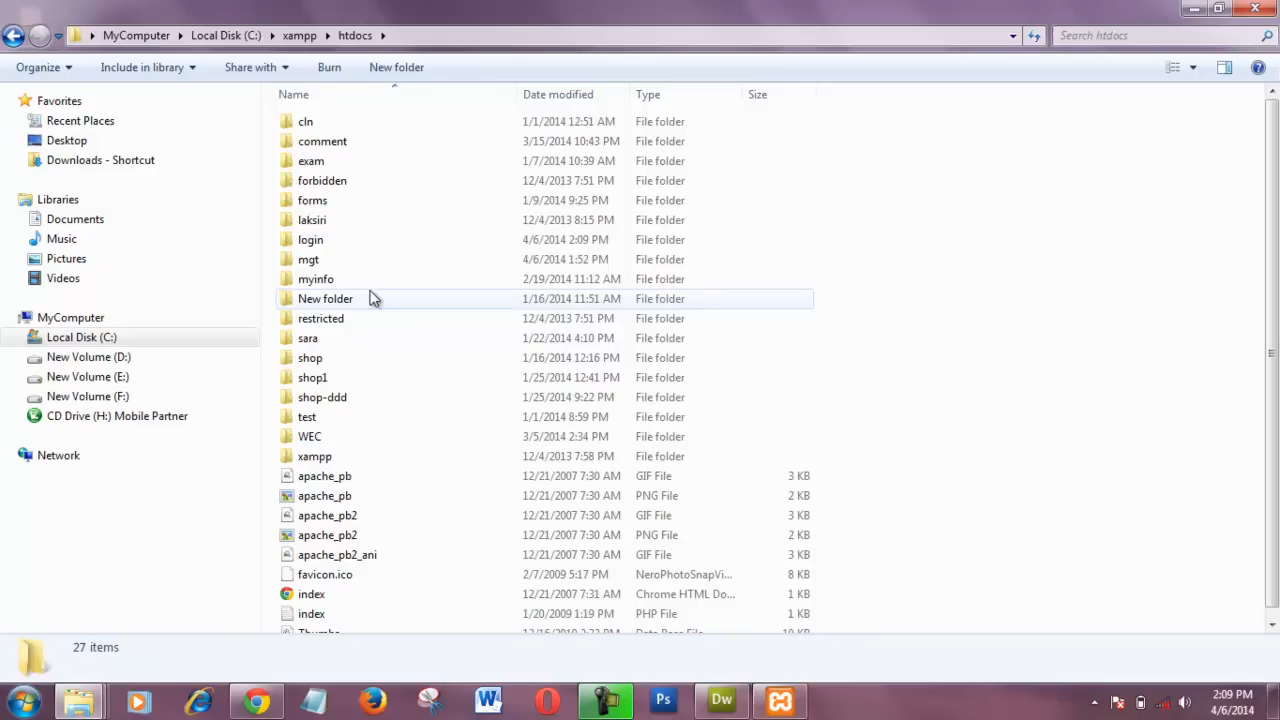 MyComputer Local Disk (C:) xampp htdocs Search htdocs
Organize Include in library Share with Burn New folder
Name Date modified Type Size
Favorites
Recent Places
Desktop
Downloads - Shortcut
Libraries
Documents
Music
Pictures
Videos
MyComputer
Local Disk (C:)
New Volume (D:)
New Volume (E:)
New Volume (F:)
CD Drive (H:) Mobile Partner
Network
cln 1/1/2014 12:51 AM File folder
comment 3/15/2014 10:43 PM File folder
exam 1/7/2014 10:39 AM File folder
forbidden 12/4/2013 7:51 PM File folder
forms 1/9/2014 9:25 PM File folder
laksiri 12/4/2013 8:15 PM File folder
login 4/6/2014 2:09 PM File folder
mgt 4/6/2014 1:52 PM File folder
myinfo 2/19/2014 11:12 AM File folder
New folder 1/16/2014 11:51 AM File folder
restricted 12/4/2013 7:51 PM File folder
sara 1/22/2014 4:10 PM File folder
shop 1/16/2014 12:16 PM File folder
shop1 1/25/2014 12:41 PM File folder
shop-ddd 1/25/2014 9:22 PM File folder
test 1/1/2014 8:59 PM File folder
WEC 3/5/2014 2:34 PM File folder
xampp 12/4/2013 7:58 PM File folder
apache_pb 12/21/2007 7:30 AM GIF File 3 KB
apache_pb 12/21/2007 7:30 AM PNG File 2 KB
apache_pb2 12/21/2007 7:30 AM GIF File 3 KB
apache_pb2 12/21/2007 7:30 AM PNG File 2 KB
apache_pb2_ani 12/21/2007 7:30 AM GIF File 3 KB
favicon.ico 2/7/2009 5:17 PM NeroPhotoSnapVi... 8 KB
index 12/21/2007 7:31 AM Chrome HTML Do... 1 KB
index 1/20/2009 1:19 PM PHP File 1 KB
27 items
W Ps Dw
2:09 PM
4/6/2014